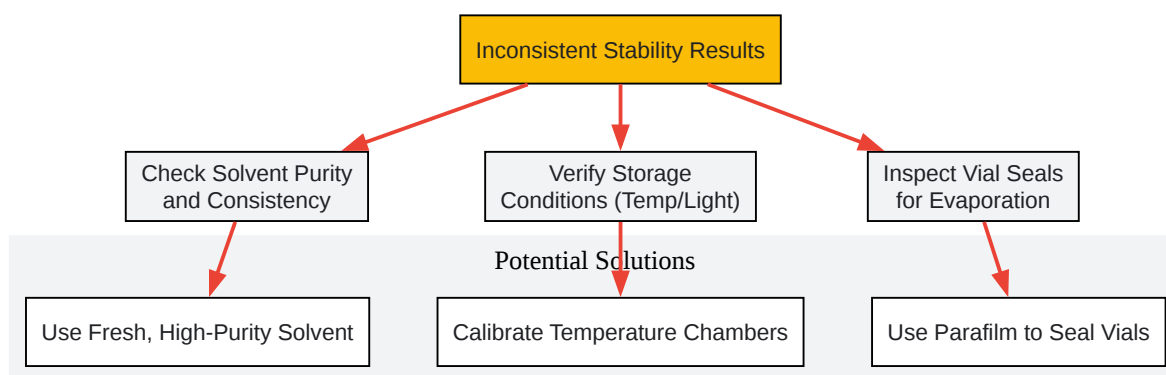 Inconsistent Stability Results
Check Solvent Purity
and Consistency
Verify Storage
Conditions (Temp/Light)
Inspect Vial Seals
for Evaporation
Potential Solutions
Use Fresh, High-Purity Solvent
Calibrate Temperature Chambers
Use Parafilm to Seal Vials